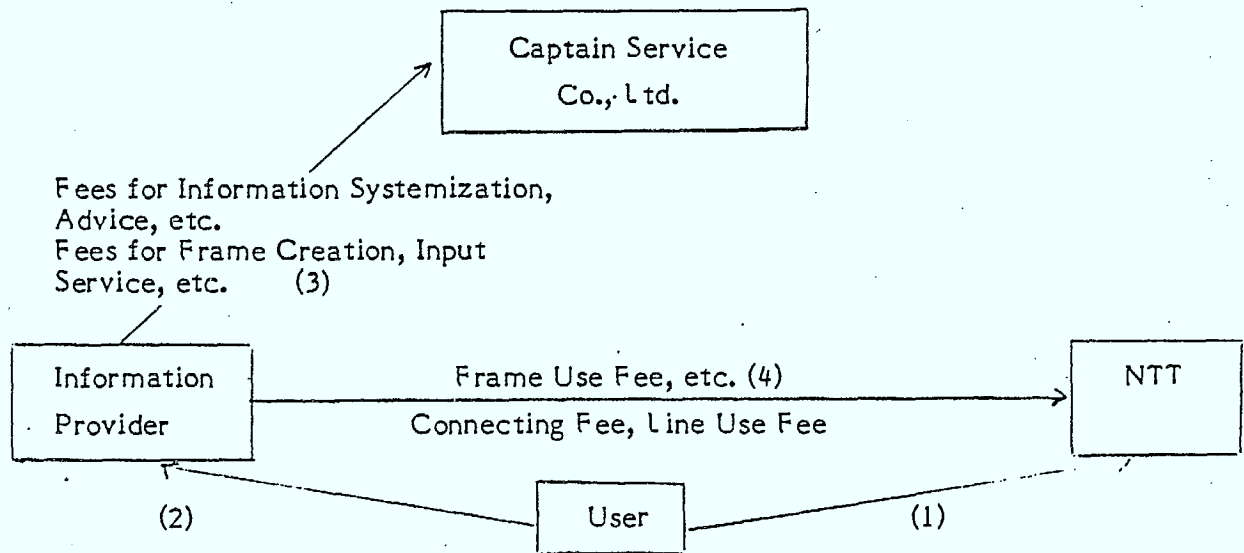 Captain Service
Co., Ltd.
Fees for Information Systemization,
Advice, etc.
Fees for Frame Creation, Input
Service, etc. (3)
Information
Provider
Frame Use Fee, etc. (4)
Connecting Fee, Line Use Fee
NTT
(2)
User
(1)